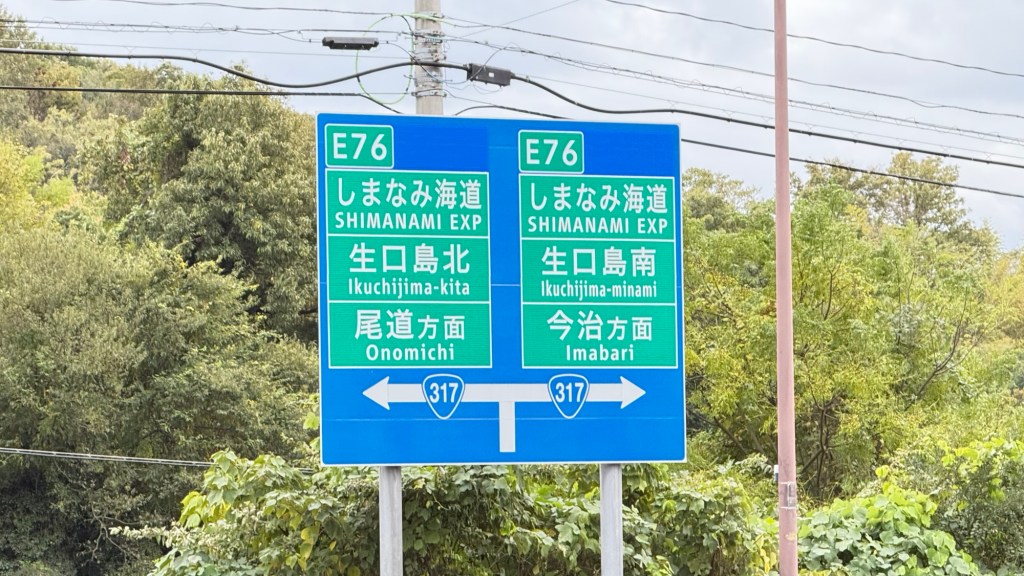 E76
しまなみ海道
SHIMANAMI EXP
生口島北
Ikuchijima-kita
尾道方面
Onomichi
E76
しまなみ海道
SHIMANAMI EXP
生口島南
Ikuchijima-minami
今治方面
Imabari
317
317